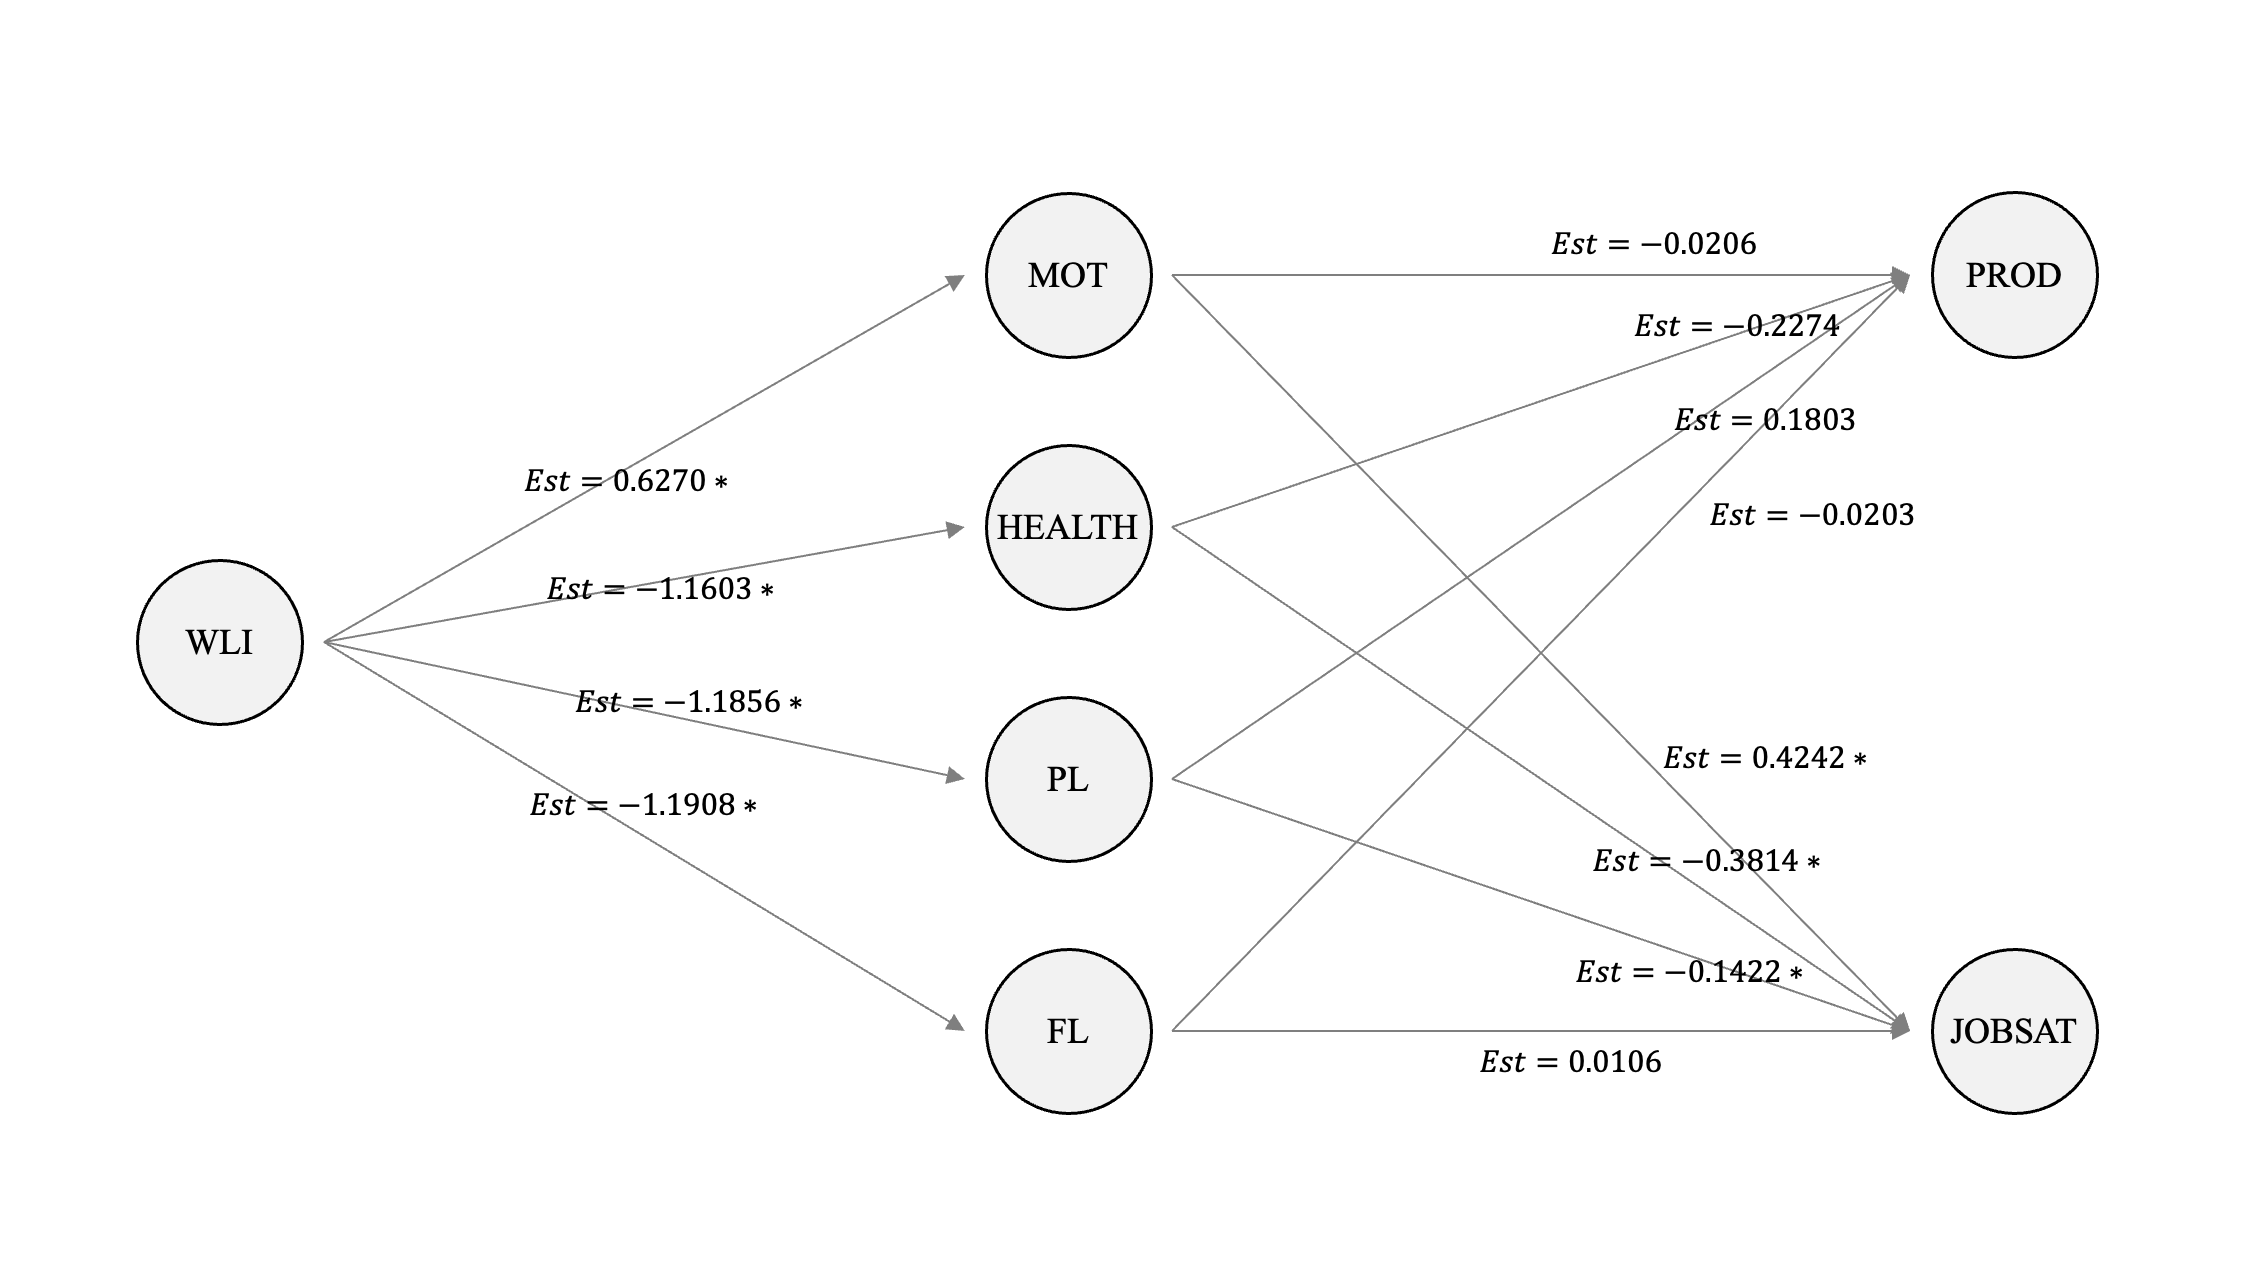 Est = −0.0206
MOT
PROD
Est = −0.2274
Est = 0.1803
Est = 0.6270 *
Est = −0.0203
HEALTH
Est = −1.1603 *
WLI
Est = −1.1856 *
Est = 0.4242 *
PL
Est = −1.1908 *
Est = −0.3814 *
Est = −0.1422 *
FL
JOBSAT
Est = 0.0106